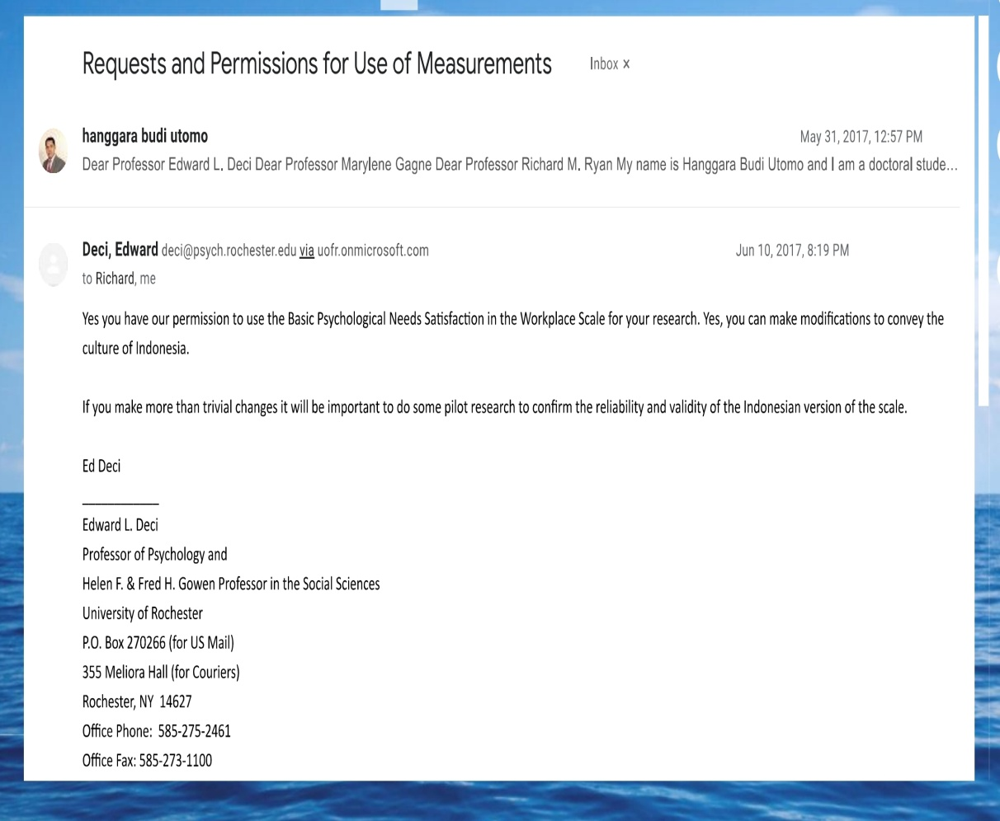 Requests and Permissions for Use of Measurements Inbox ×
hanggara budi utomo May 31, 2017, 12:57 PM
Dear Professor Edward L. Deci Dear Professor Marylene Gagne Dear Professor Richard M. Ryan My name is Hanggara Budi Utomo and I am a doctoral stude...
Deci, Edward deci@psych.rochester.edu via uofr.onmicrosoft.com Jun 10, 2017, 8:19 PM
to Richard, me
Yes you have our permission to use the Basic Psychological Needs Satisfaction in the Workplace Scale for your research. Yes, you can make modifications to convey the
culture of Indonesia.
If you make more than trivial changes it will be important to do some pilot research to confirm the reliability and validity of the Indonesian version of the scale.
Ed Deci
____________
Edward L. Deci
Professor of Psychology and
Helen F. & Fred H. Gowen Professor in the Social Sciences
University of Rochester
P.O. Box 270266 (for US Mail)
355 Meliora Hall (for Couriers)
Rochester, NY 14627
Office Phone: 585-275-2461
Office Fax: 585-273-1100